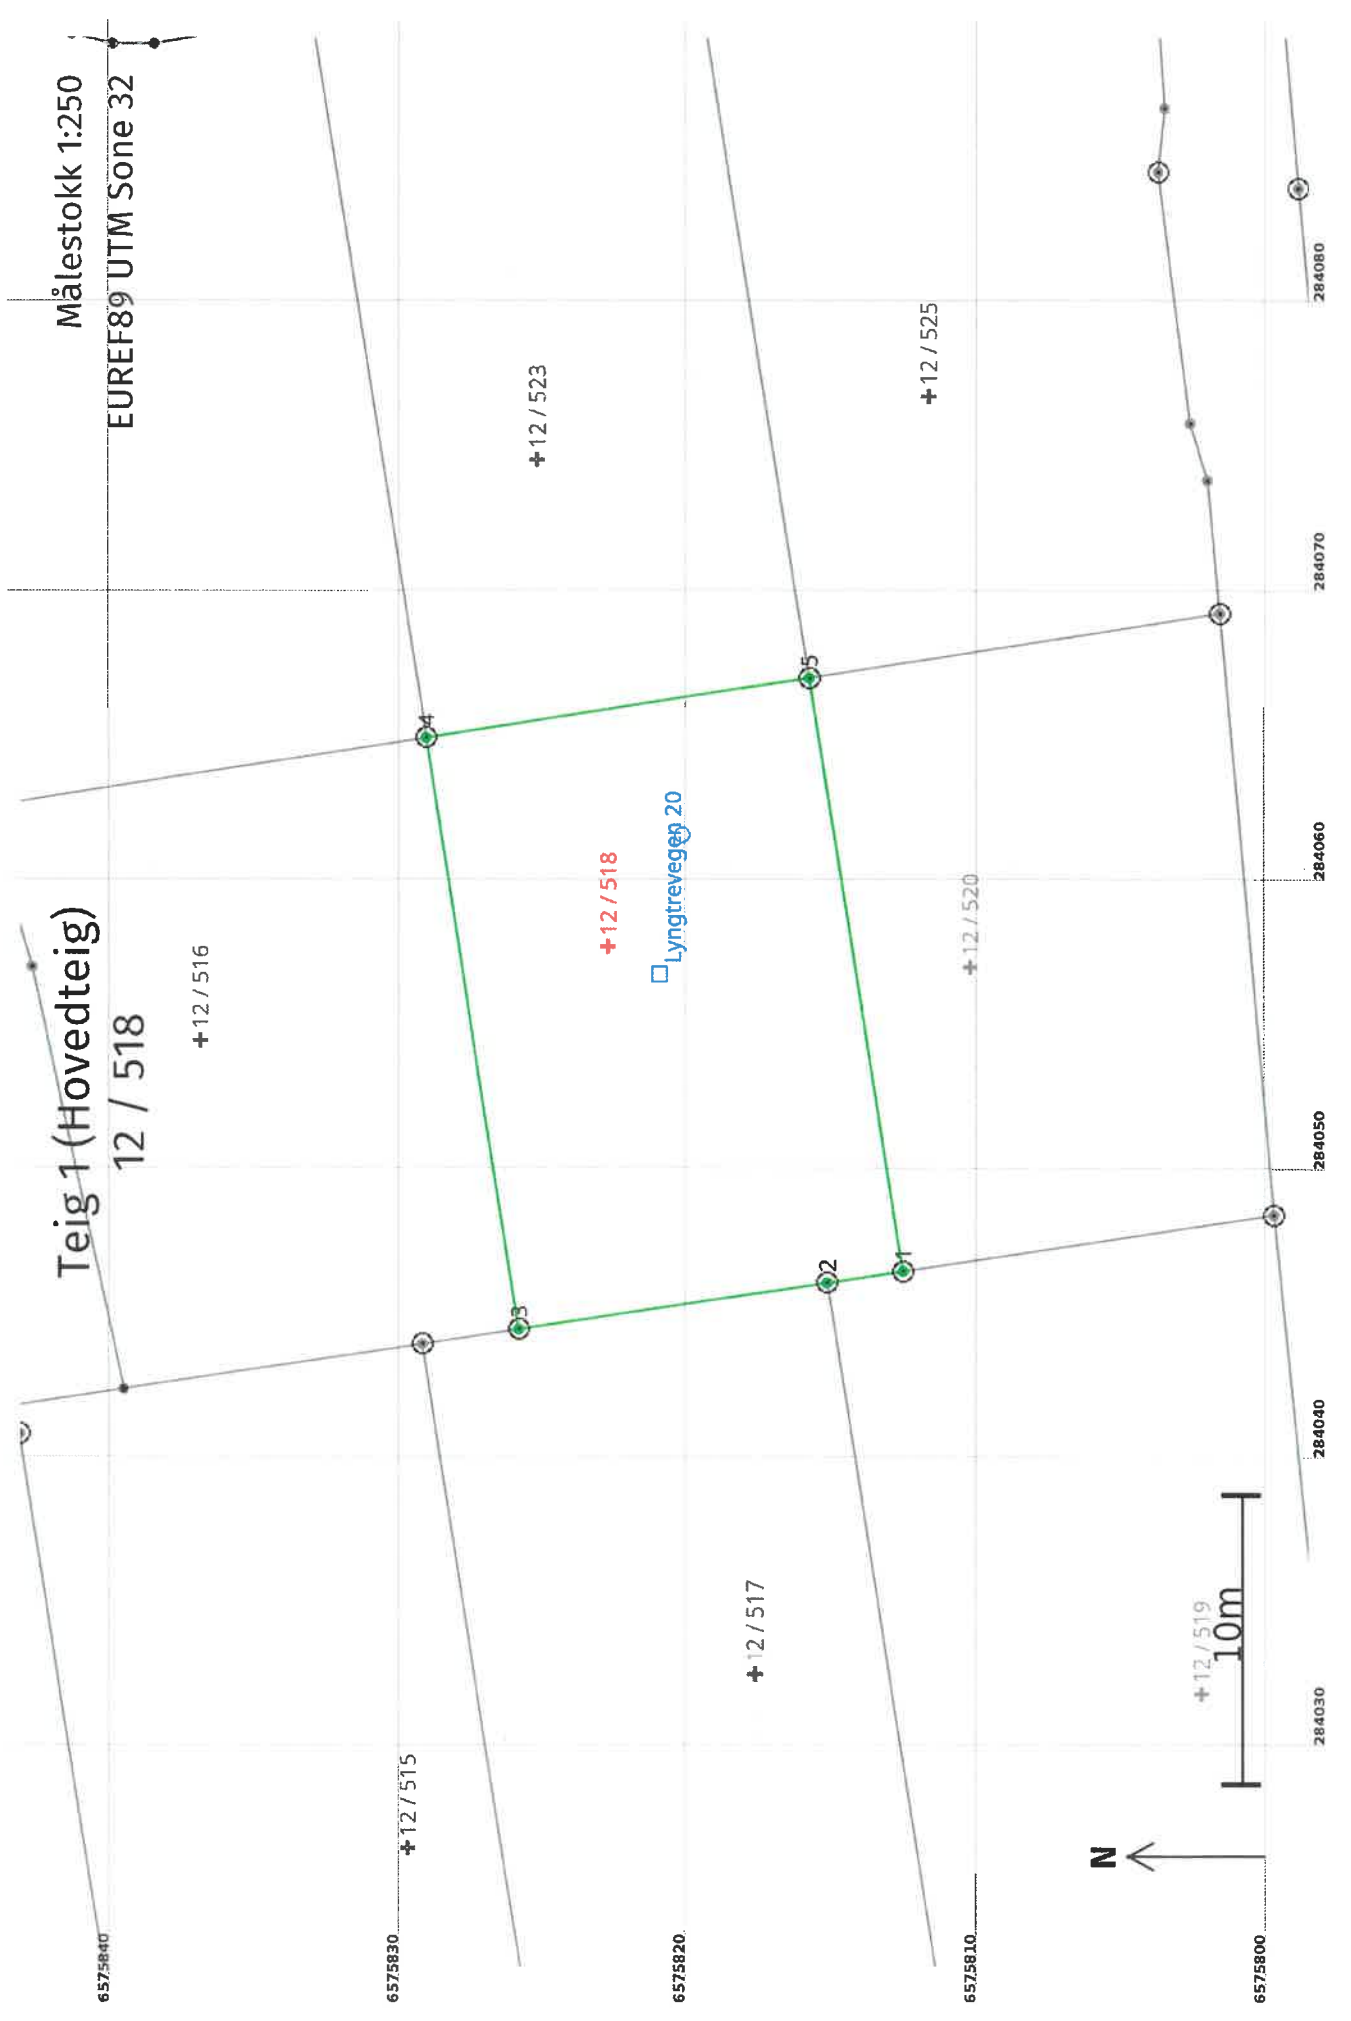 Teig 1 (Hovedteig)
12 / 518
Målestokk 1:250
EUREF89 UTM Sone 32
6575840
6575830
6575820
6575810
6575800
284030
284040
284050
284060
284070
284080
+12 / 515
+12 / 516
+12 / 517
+12 / 518
Lyngtrevegen 20
+12 / 519
+12 / 520
+12 / 523
+12 / 525
1
2
3
4
5
N
10m